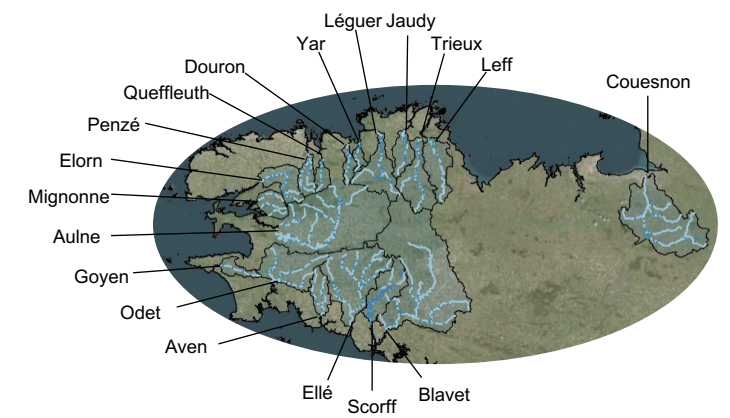 Léguer Jaudy
Yar
Trieux
Douron
Leff
Queffleuth
Couesnon
Penzé
Elorn
Mignonne
Aulne
Goyen
Odet
Aven
Ellé
Scorff
Blavet